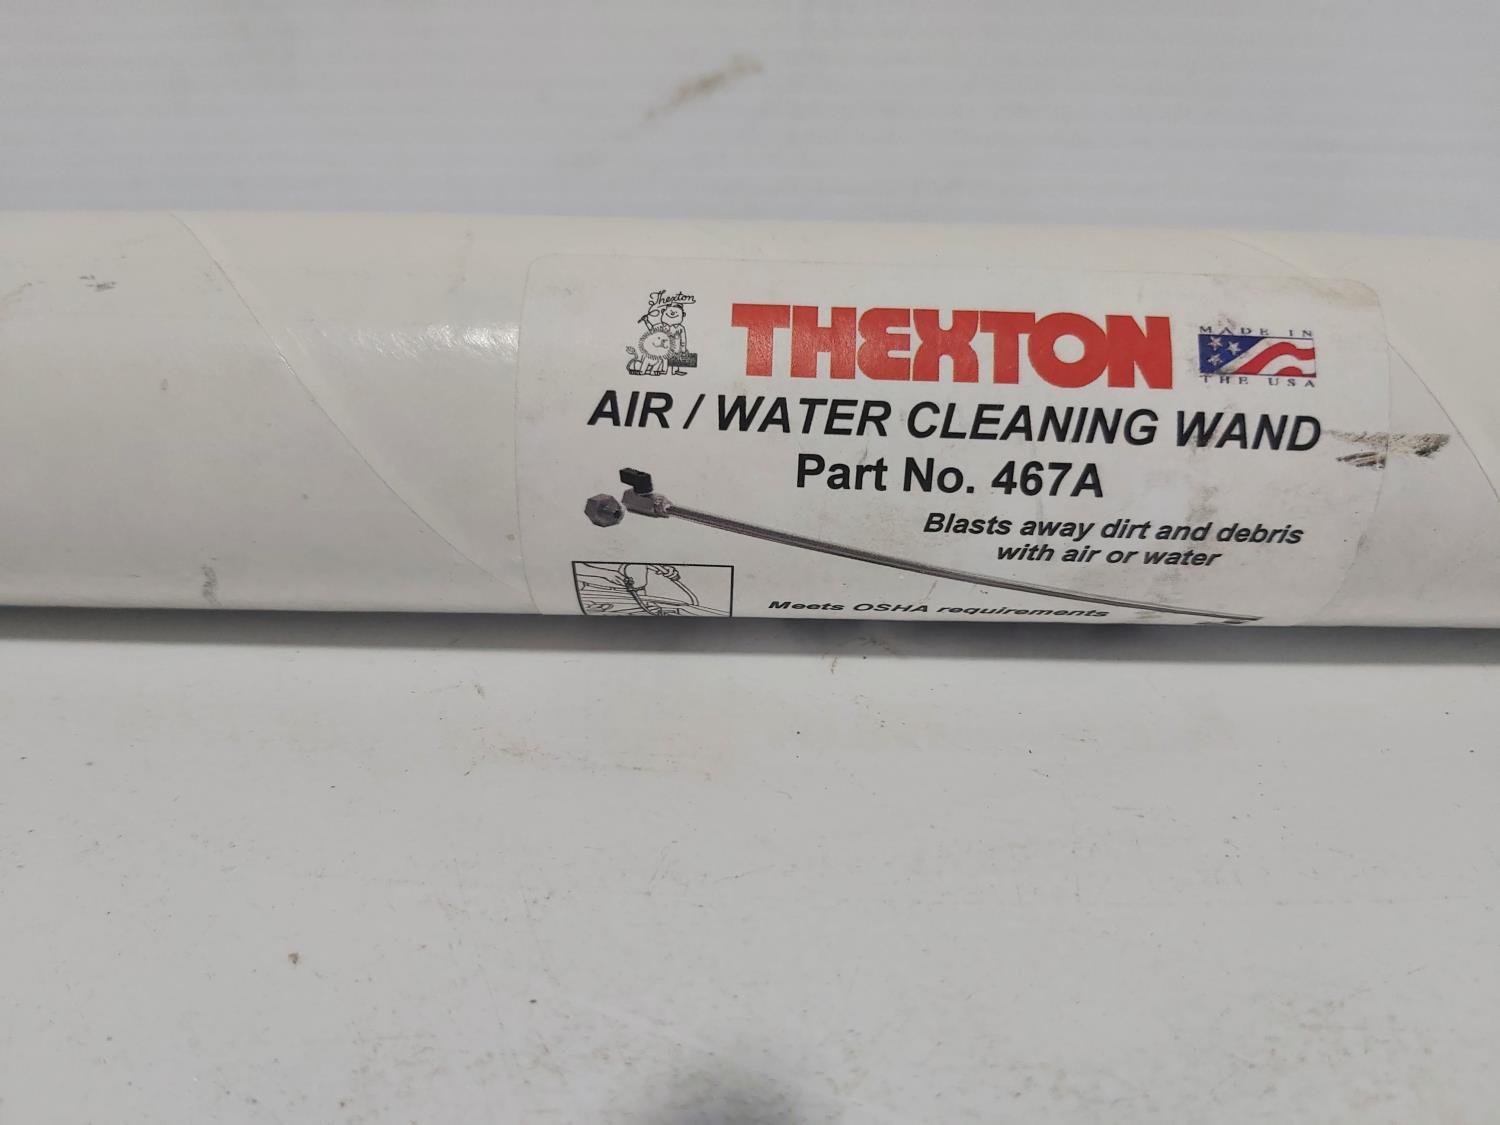 Thexton
THEXTON
MADE IN
THE USA
AIR / WATER CLEANING WAND
Part No. 467A
Blasts away dirt and debris
with air or water
Meets OSHA requirements